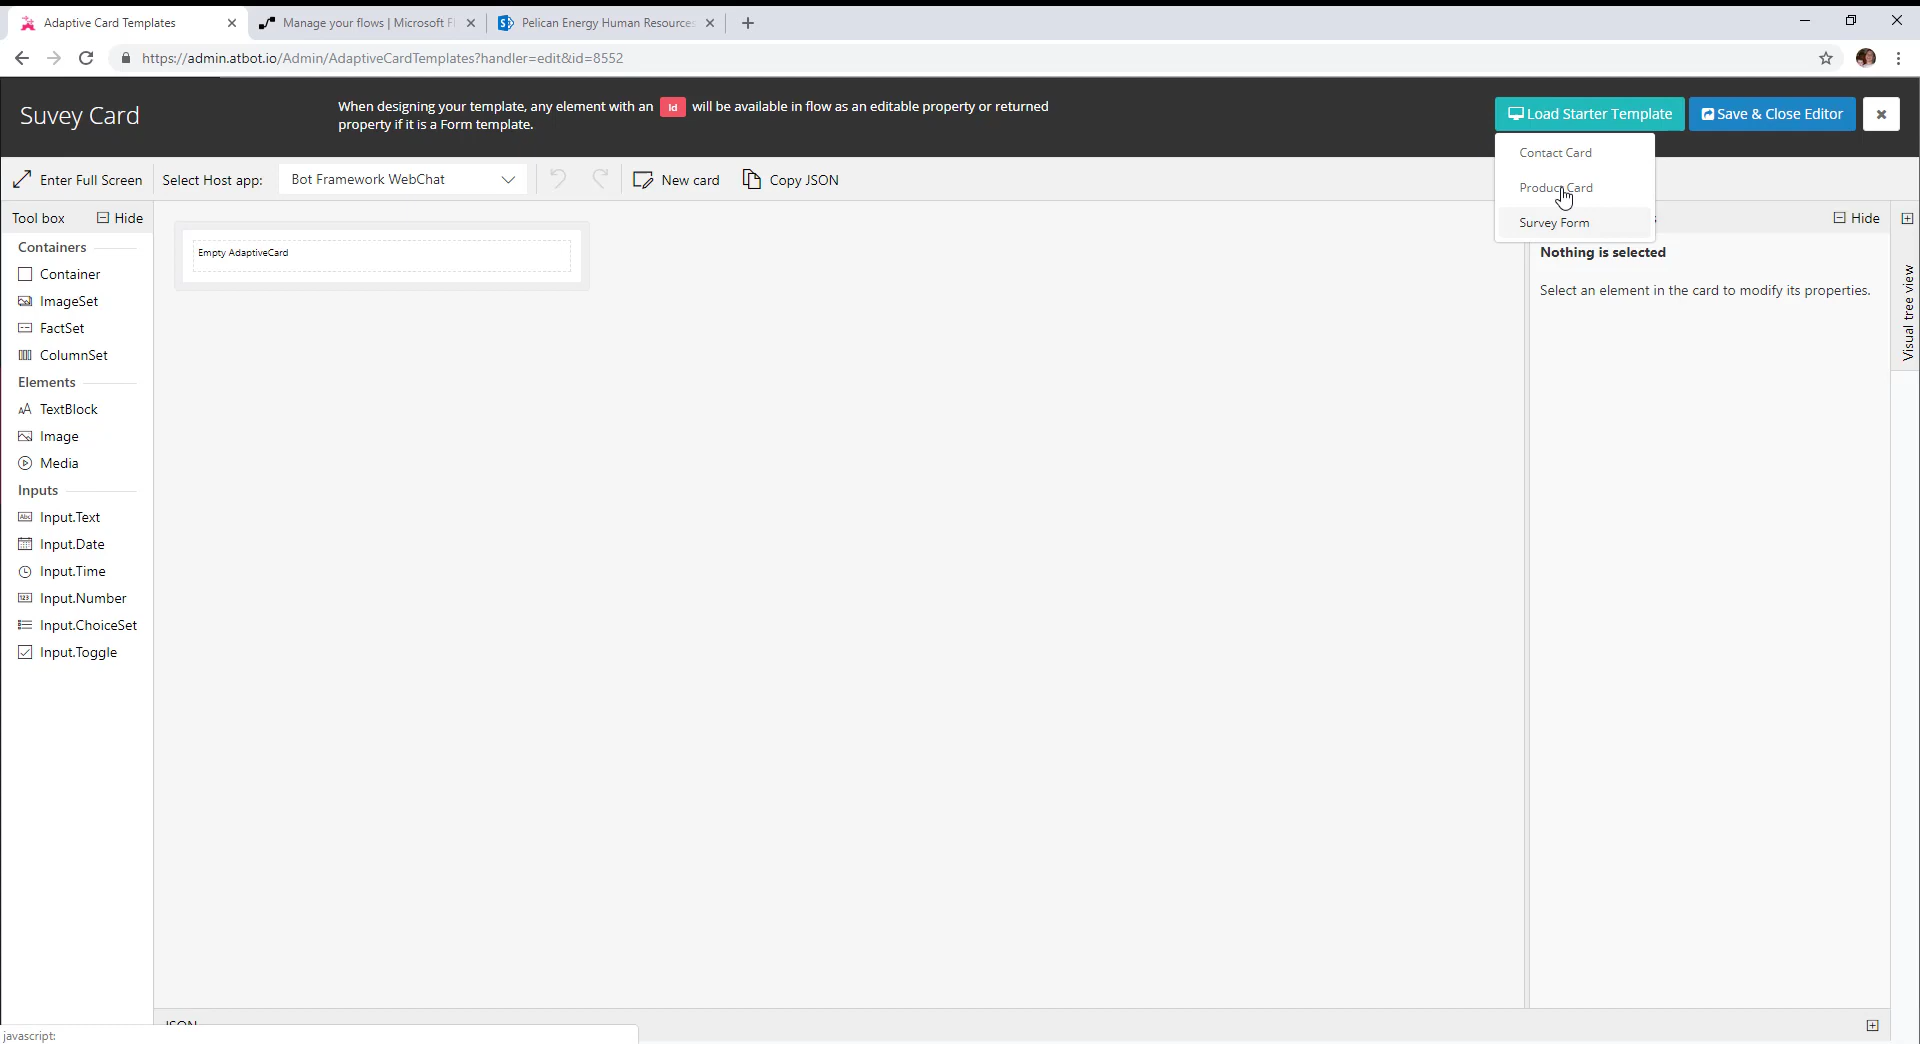 Adaptive Card Templates
Manage your flows | Microsoft Fl
Pelican Energy Human Resources
https://admin.atbot.io/Admin/AdaptiveCardTemplates?handler=edit&id=8552
Suvey Card
When designing your template, any element with an Id will be available in flow as an editable property or returned
property if it is a Form template.
Load Starter Template
Save & Close Editor
Contact Card
Product Card
Survey Form
Enter Full Screen
Select Host app:
Bot Framework WebChat
New card
Copy JSON
Tool box
Hide
Containers
Container
ImageSet
FactSet
ColumnSet
Elements
TextBlock
Image
Media
Inputs
Input.Text
Input.Date
Input.Time
Input.Number
Input.ChoiceSet
Input.Toggle
Empty AdaptiveCard
Hide
Nothing is selected
Select an element in the card to modify its properties.
Visual tree view
JSON
javascript: